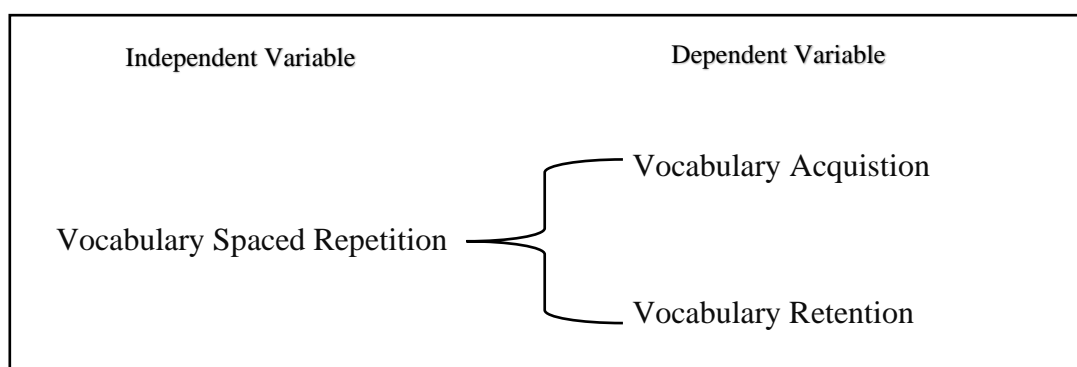 Independent Variable
Dependent Variable
Vocabulary Acquistion
Vocabulary Spaced Repetition
Vocabulary Retention